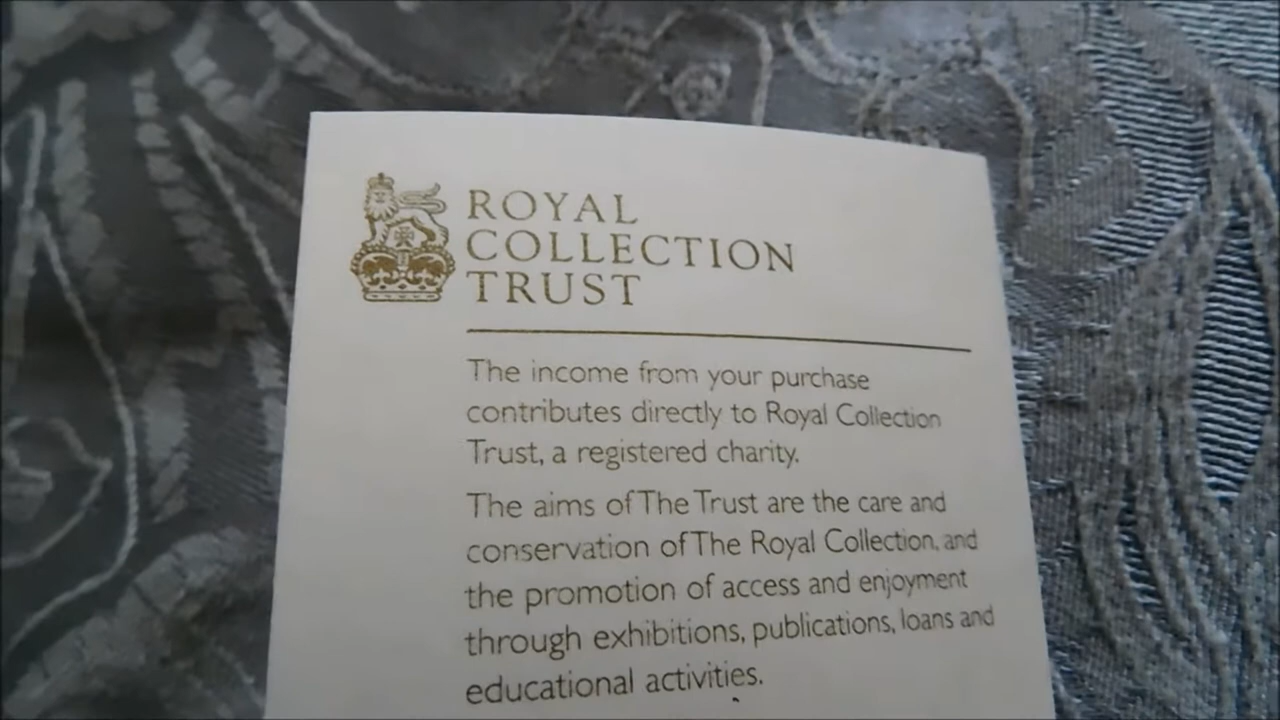 ROYAL
COLLECTION
TRUST
The income from your purchase
contributes directly to Royal Collection
Trust, a registered charity.
The aims of The Trust are the care and
conservation of The Royal Collection, and
the promotion of access and enjoyment
through exhibitions, publications, loans and
educational activities.